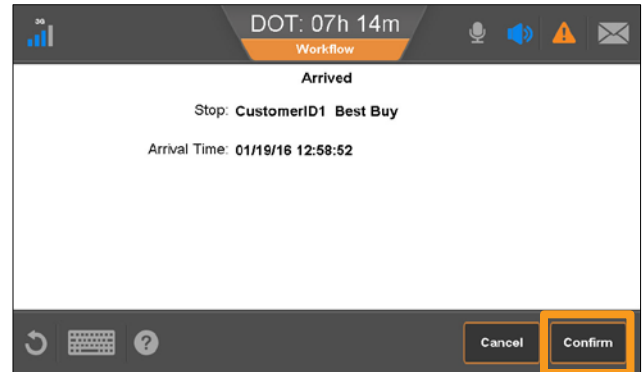 3G
DOT: 07h 14m
Workflow
Arrived
Stop: CustomerID1 Best Buy
Arrival Time: 01/19/16 12:58:52
?
Cancel
Confirm